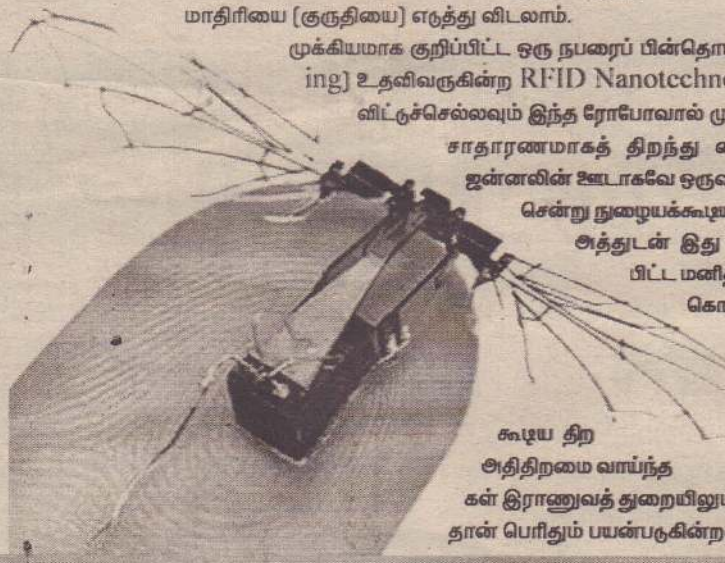 மாதிரியை [குருதியை] எடுத்து விடலாம்.
முக்கியமாக குறிப்பிட்ட ஒரு நபரைப் பின்தொ
ing] உதவிவருகின்ற RFID Nanotechno
விட்டுச்செல்லவும் இந்த ரோபோவால் மு
சாதாரணமாகத் திறந்து
ஜன்னலின் ஊடாகவே ஒருவ
சென்று நுழையக்கூடிய
அத்துடன் இது
பிட்ட மனித
கொ
கூடிய திற
அதிதிறமை வாய்ந்த
கள் இராணுவத் துறையிலும்
தான் பெரிதும் பயன்படுகின்ற